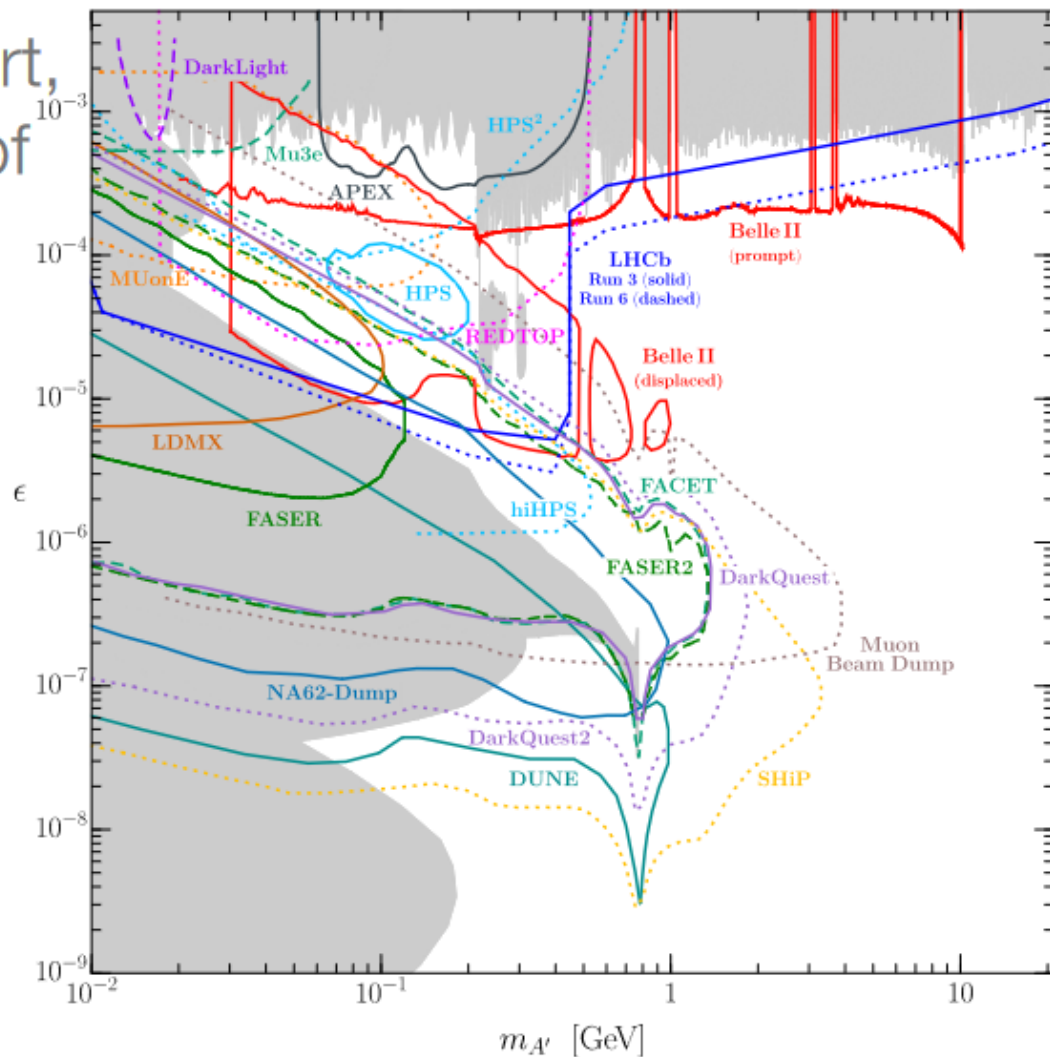 rt,
of
DarkLight
10⁻³
HPS²
Mu3e
APEX
Belle II
(prompt)
10⁻⁴
LHCb
Run 3 (solid)
Run 6 (dashed)
MUonE
HPS
REDTOP
Belle II
(displaced)
10⁻⁵
LDMX
ϵ
FACET
hiHPS
FASER
10⁻⁶
FASER2
DarkQuest
Muon
Beam Dump
10⁻⁷
NA62-Dump
DarkQuest2
DUNE
SHiP
10⁻⁸
10⁻⁹
10⁻² 10⁻¹ 1 10
m_{A′} [GeV]